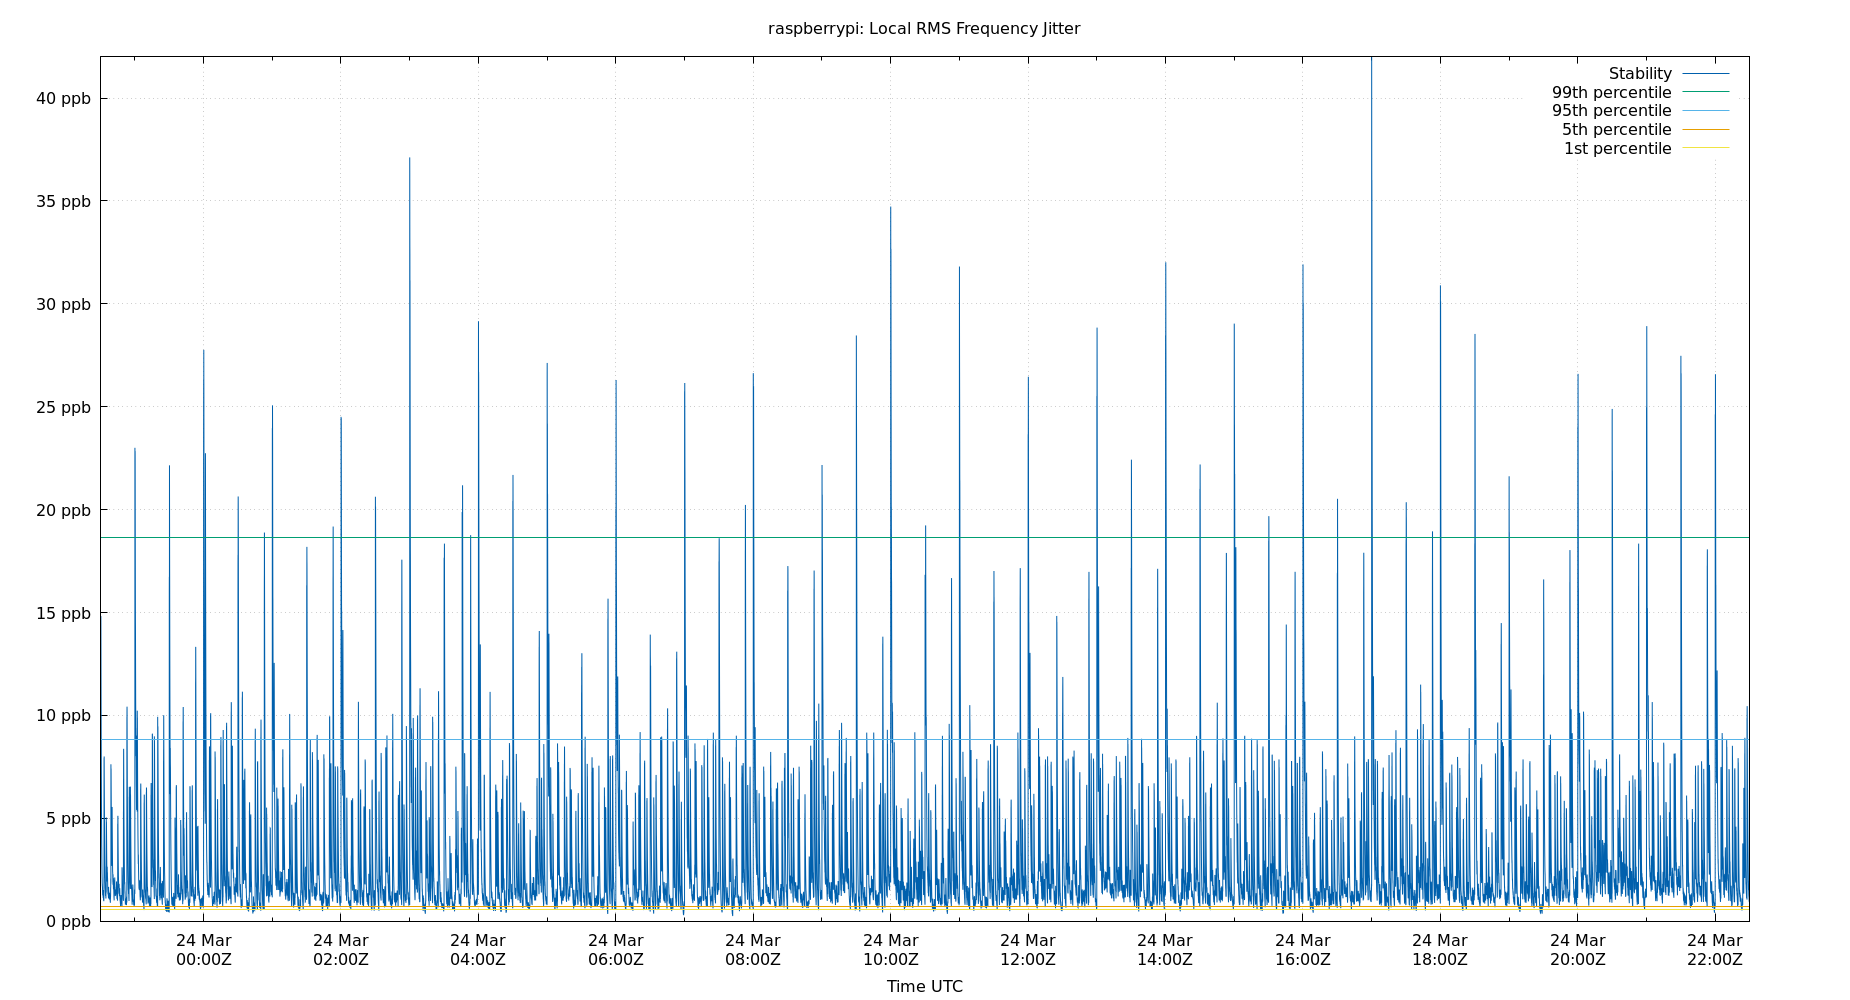 raspberrypi: Local RMS Frequency Jitter
Stability
99th percentile
95th percentile
5th percentile
1st percentile
40 ppb
35 ppb
30 ppb
25 ppb
20 ppb
15 ppb
10 ppb
5 ppb
0 ppb
24 Mar 24 Mar 24 Mar 24 Mar 24 Mar 24 Mar 24 Mar 24 Mar 24 Mar 24 Mar 24 Mar 24 Mar
00:00Z 02:00Z 04:00Z 06:00Z 08:00Z 10:00Z 12:00Z 14:00Z 16:00Z 18:00Z 20:00Z 22:00Z
Time UTC